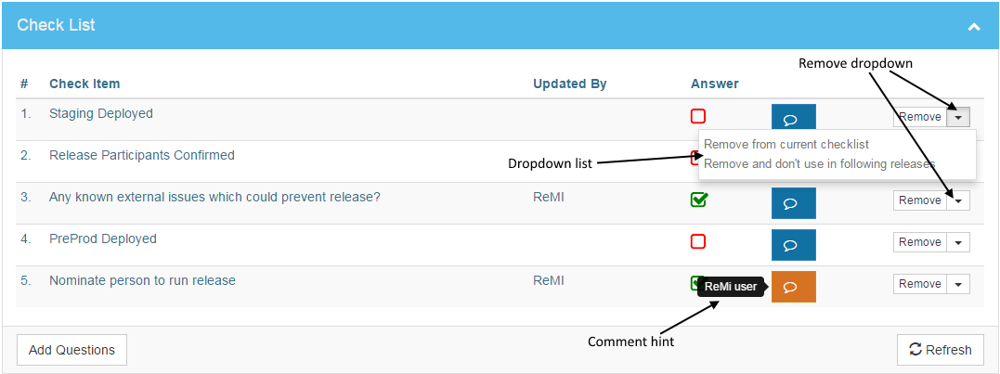 Check List
Remove dropdown
# Check Item Updated By Answer
1. Staging Deployed Remove
Remove from current checklist
2. Release Participants Confirmed
Dropdown list
Remove and don't use in following releases
3. Any known external issues which could prevent release? ReMI Remove
4. PreProd Deployed Remove
5. Nominate person to run release ReMI Remove
ReMi user
Comment hint
Add Questions Refresh